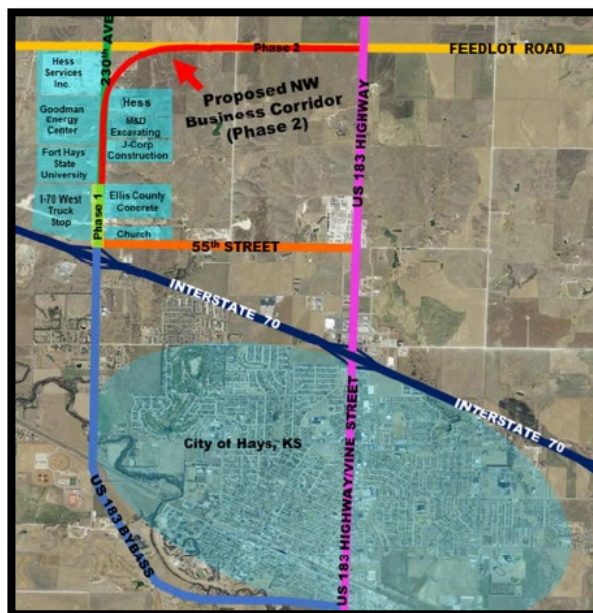 230th AVE
Phase 2
FEEDLOT ROAD
Hess
Services
Inc.
Proposed NW
Business Corridor
(Phase 2)
Hess
Goodman
Energy
Center
M&D
Excavating
J-Corp
Construction
US 183 HIGHWAY
Fort Hays
State
University
I-70 West
Truck
Stop
Phase 1
Ellis County
Concrete
Church
55th STREET
INTERSTATE 70
INTERSTATE 70
City of Hays, KS
US 183 HIGHWAY/VINE STREET
US 183 BYBASS